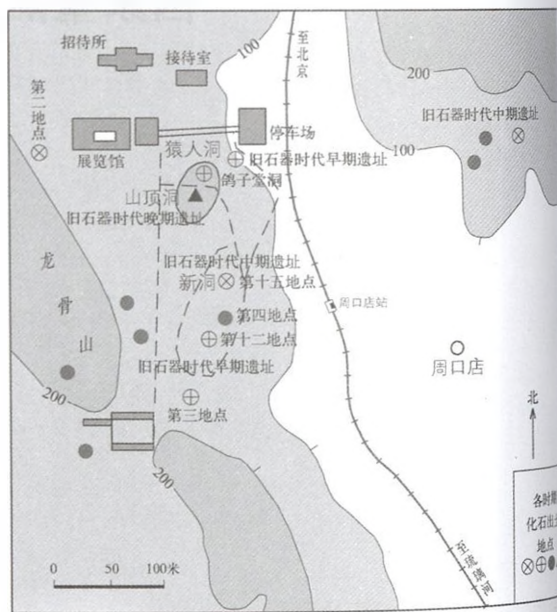 招待所
接待室
100
至北京
200
第二地点
旧石器时代中期遗址
停车场
展览馆
猿人洞
旧石器时代早期遗址
100
鸽子堂洞
山顶洞
旧石器时代晚期遗址
龙骨山
旧石器时代中期遗址
新洞
第十五地点
周口店站
第四地点
第十二地点
周口店
旧石器时代早期遗址
200
第三地点
北
200
各时期
化石出土
地点
至琉璃河
0 50 100米